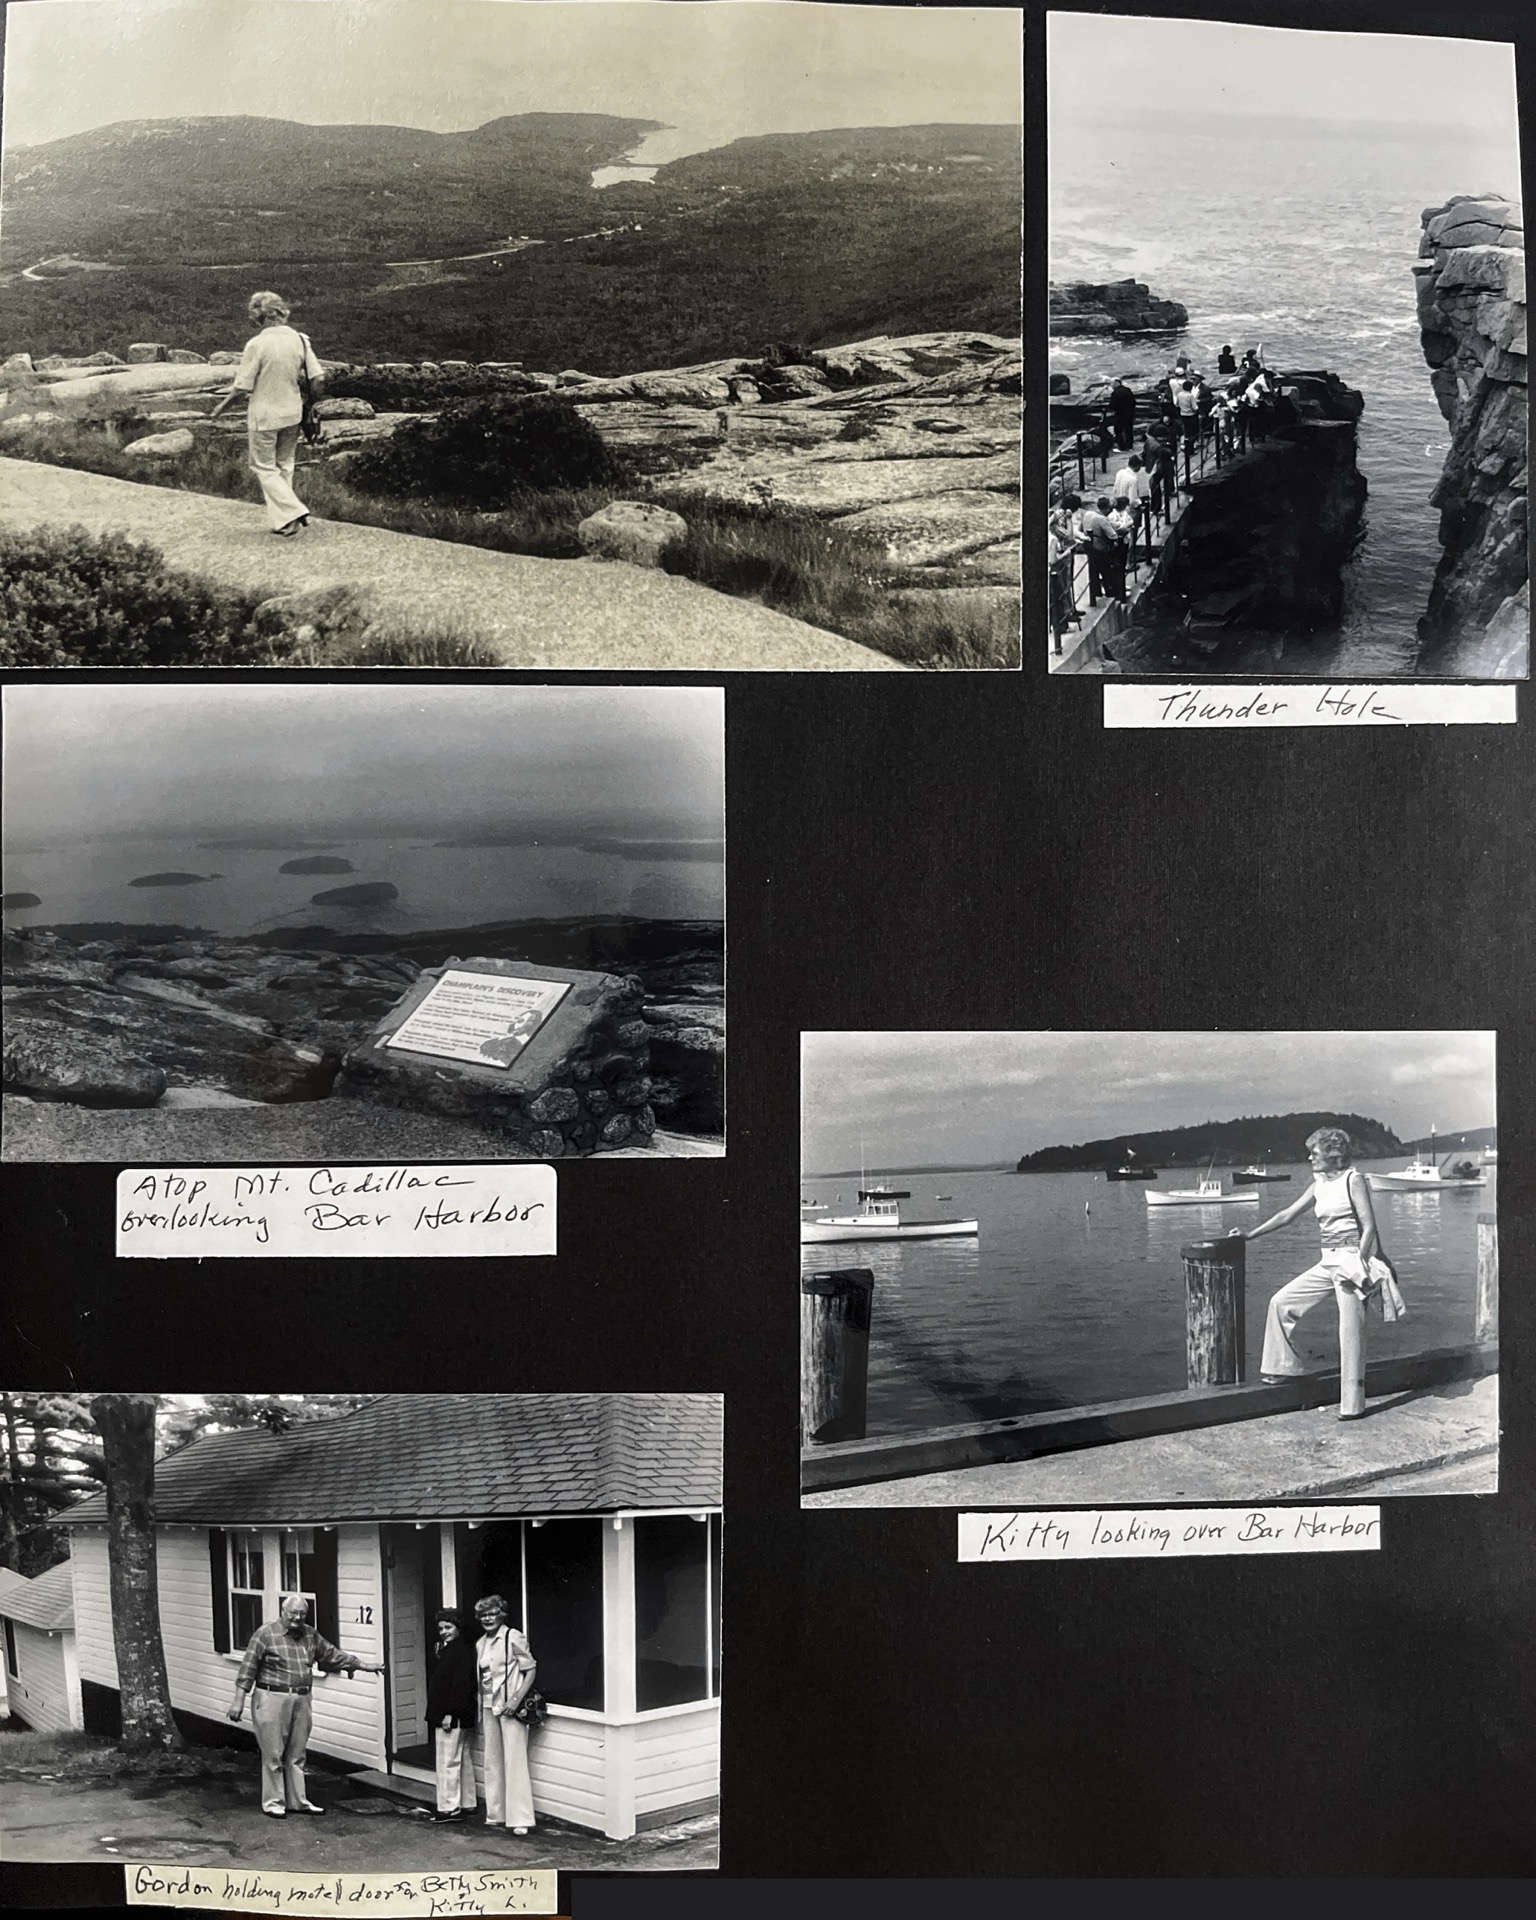 Thunder Hole
CHAMPLAIN'S DISCOVERY
Atop Mt. Cadillac
overlooking Bar Harbor
Kitty looking over Bar Harbor
12
Gordon holding motel door for Betty Smith
Kitty L.